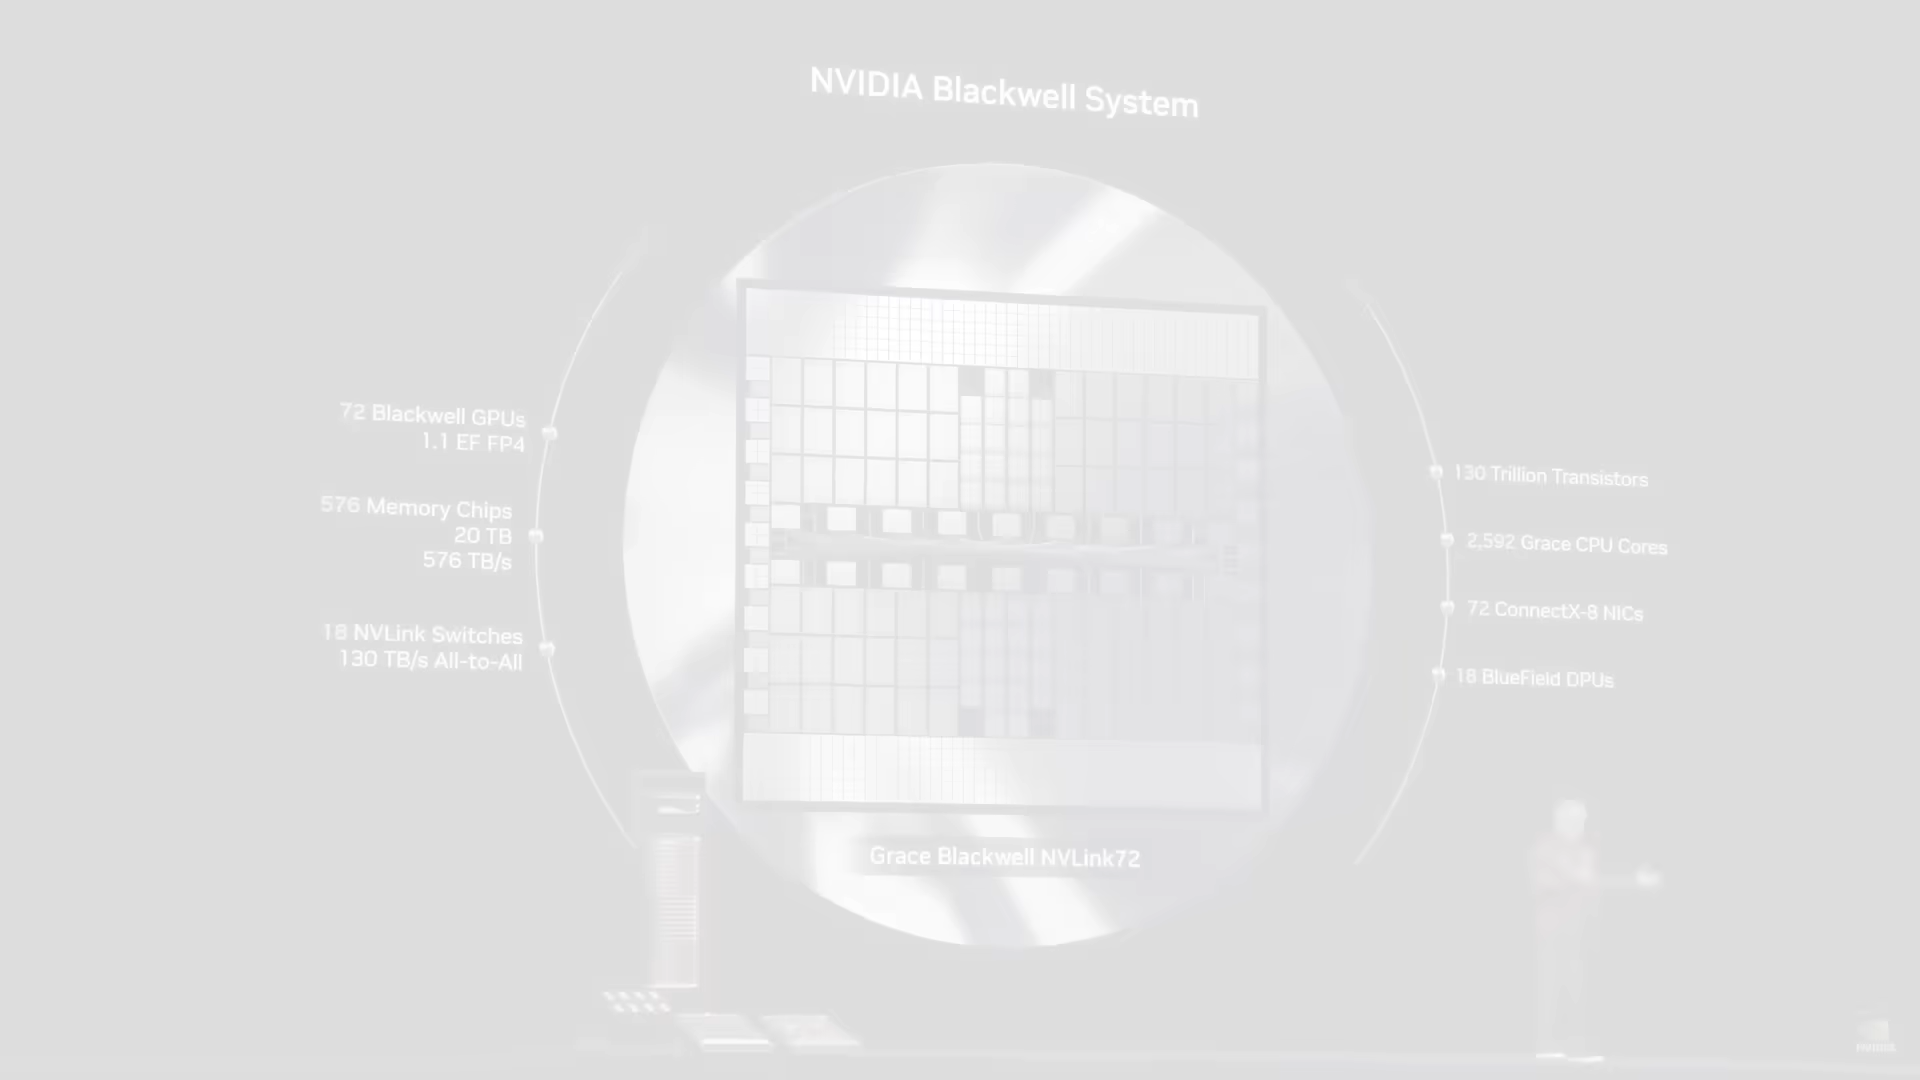 NVIDIA Blackwell System
72 Blackwell GPUs
1.1 EF FP4
576 Memory Chips
20 TB
576 TB/s
18 NVLink Switches
130 TB/s All-to-All
130 Trillion Transistors
2,592 Grace CPU Cores
72 ConnectX-8 NICs
18 BlueField DPUs
Grace Blackwell NVLink72
NVIDIA